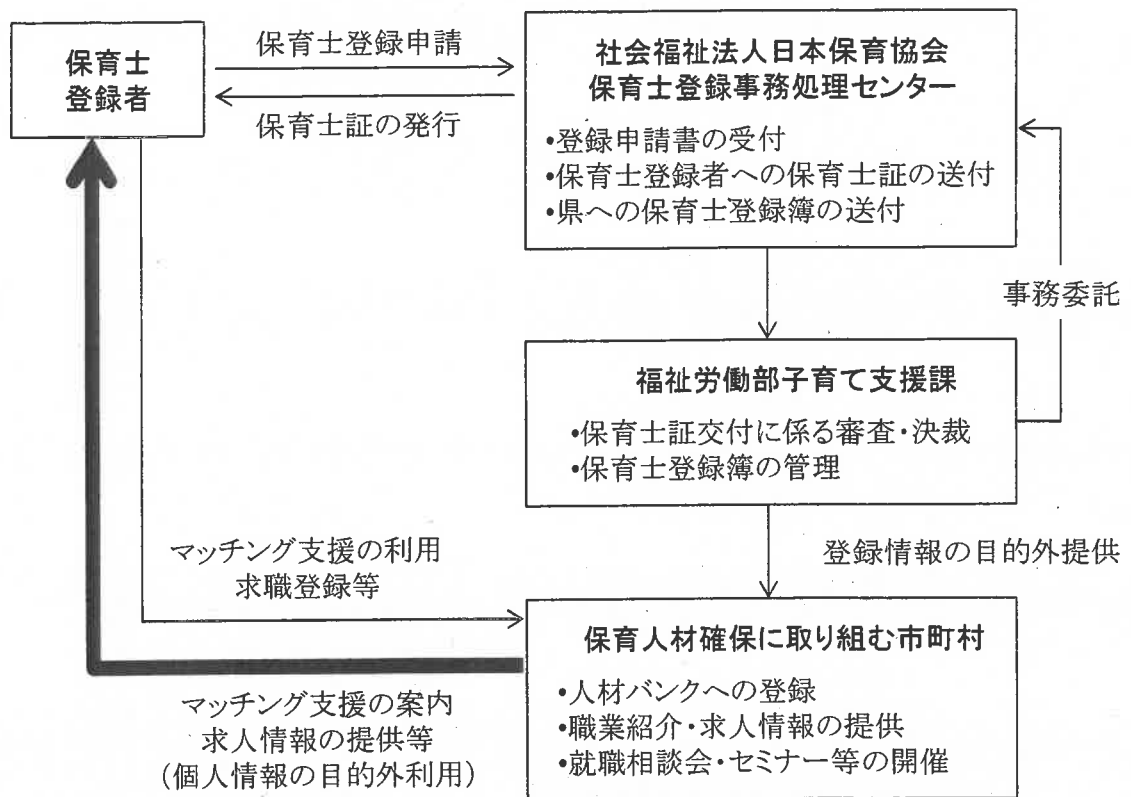 保育士
登録者
保育士登録申請
保育士証の発行
社会福祉法人日本保育協会
保育士登録事務処理センター
•登録申請書の受付
•保育士登録者への保育士証の送付
•県への保育士登録簿の送付
事務委託
福祉労働部子育て支援課
•保育士証交付に係る審査・決裁
•保育士登録簿の管理
マッチング支援の利用
求職登録等
登録情報の目的外提供
保育人材確保に取り組む市町村
•人材バンクへの登録
•職業紹介・求人情報の提供
•就職相談会・セミナー等の開催
マッチング支援の案内
求人情報の提供等
(個人情報の目的外利用)